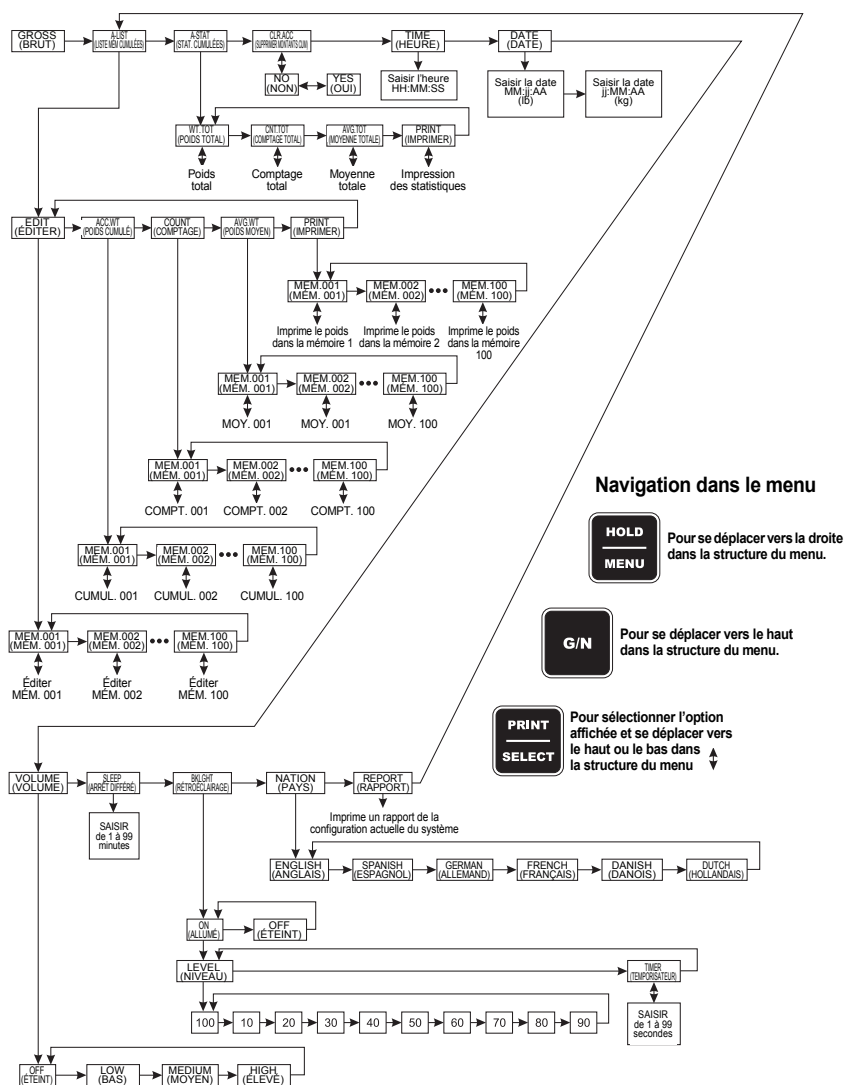 GROSS
(BRUT)
A-LIST
(LISTE MÉM CUMULÉES)
A-STAT
(STAT. CUMULÉES)
CLR.ACC
(SUPPRIMER MONTANTS CUM)
TIME
(HEURE)
DATE
(DATE)
NO
(NON)
YES
(OUI)
Saisir l'heure
HH:MM:SS
Saisir la date
MM:jj:AA
(lb)
Saisir la date
jj:MM:AA
(kg)
WT.TOT
(POIDS TOTAL)
CNT.TOT
(COMPTAGE TOTAL)
AVG.TOT
(MOYENNE TOTALE)
PRINT
(IMPRIMER)
Poids
total
Comptage
total
Moyenne
totale
Impression
des statistiques
EDIT
(ÉDITER)
ACC.WT
(POIDS CUMULÉ)
COUNT
(COMPTAGE)
AVG.WT
(POIDS MOYEN)
PRINT
(IMPRIMER)
MEM.001
(MÉM. 001)
MEM.002
(MÉM. 002)
•••
MEM.100
(MÉM. 100)
Imprime le poids
dans la mémoire 1
Imprime le poids
dans la mémoire 2
Imprime le poids
dans la mémoire
100
MEM.001
(MÉM. 001)
MEM.002
(MÉM. 002)
•••
MEM.100
(MÉM. 100)
MOY. 001
MOY. 001
MOY. 100
MEM.001
(MÉM. 001)
MEM.002
(MÉM. 002)
•••
MEM.100
(MÉM. 100)
COMPT. 001
COMPT. 002
COMPT. 100
MEM.001
(MÉM. 001)
MEM.002
(MÉM. 002)
•••
MEM.100
(MÉM. 100)
CUMUL. 001
CUMUL. 002
CUMUL. 100
MEM.001
(MÉM. 001)
MEM.002
(MÉM. 002)
•••
MEM.100
(MÉM. 100)
Éditer
MÉM. 001
Éditer
MÉM. 002
Éditer
MÉM. 100
Navigation dans le menu
HOLD
MENU
Pour se déplacer vers la droite
dans la structure du menu.
G/N
Pour se déplacer vers le haut
dans la structure du menu.
PRINT
SELECT
Pour sélectionner l'option
affichée et se déplacer vers
le haut ou le bas dans
la structure du menu
VOLUME
(VOLUME)
SLEEP
(ARRÊT DIFFÉRÉ)
BKLGHT
(RÉTROÉCLAIRAGE)
NATION
(PAYS)
REPORT
(RAPPORT)
SAISIR
de 1 à 99
minutes
Imprime un rapport de la
configuration actuelle du système
ENGLISH
(ANGLAIS)
SPANISH
(ESPAGNOL)
GERMAN
(ALLEMAND)
FRENCH
(FRANÇAIS)
DANISH
(DANOIS)
DUTCH
(HOLLANDAIS)
ON
(ALLUMÉ)
OFF
(ÉTEINT)
LEVEL
(NIVEAU)
TIMER
(TEMPORISATEUR)
100
10
20
30
40
50
60
70
80
90
SAISIR
de 1 à 99
secondes
OFF
(ÉTEINT)
LOW
(BAS)
MEDIUM
(MOYEN)
HIGH
(ÉLEVÉ)